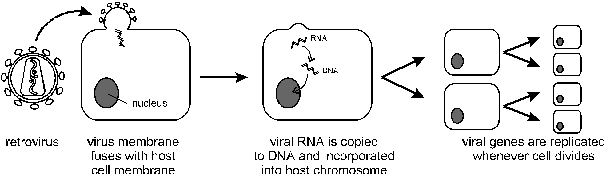 RNA
DNA
nucleus
retrovirus
virus membrane
fuses with host
cell membrane
viral RNA is copied
to DNA and incorporated
into host chromosome
viral genes are replicated
whenever cell divides